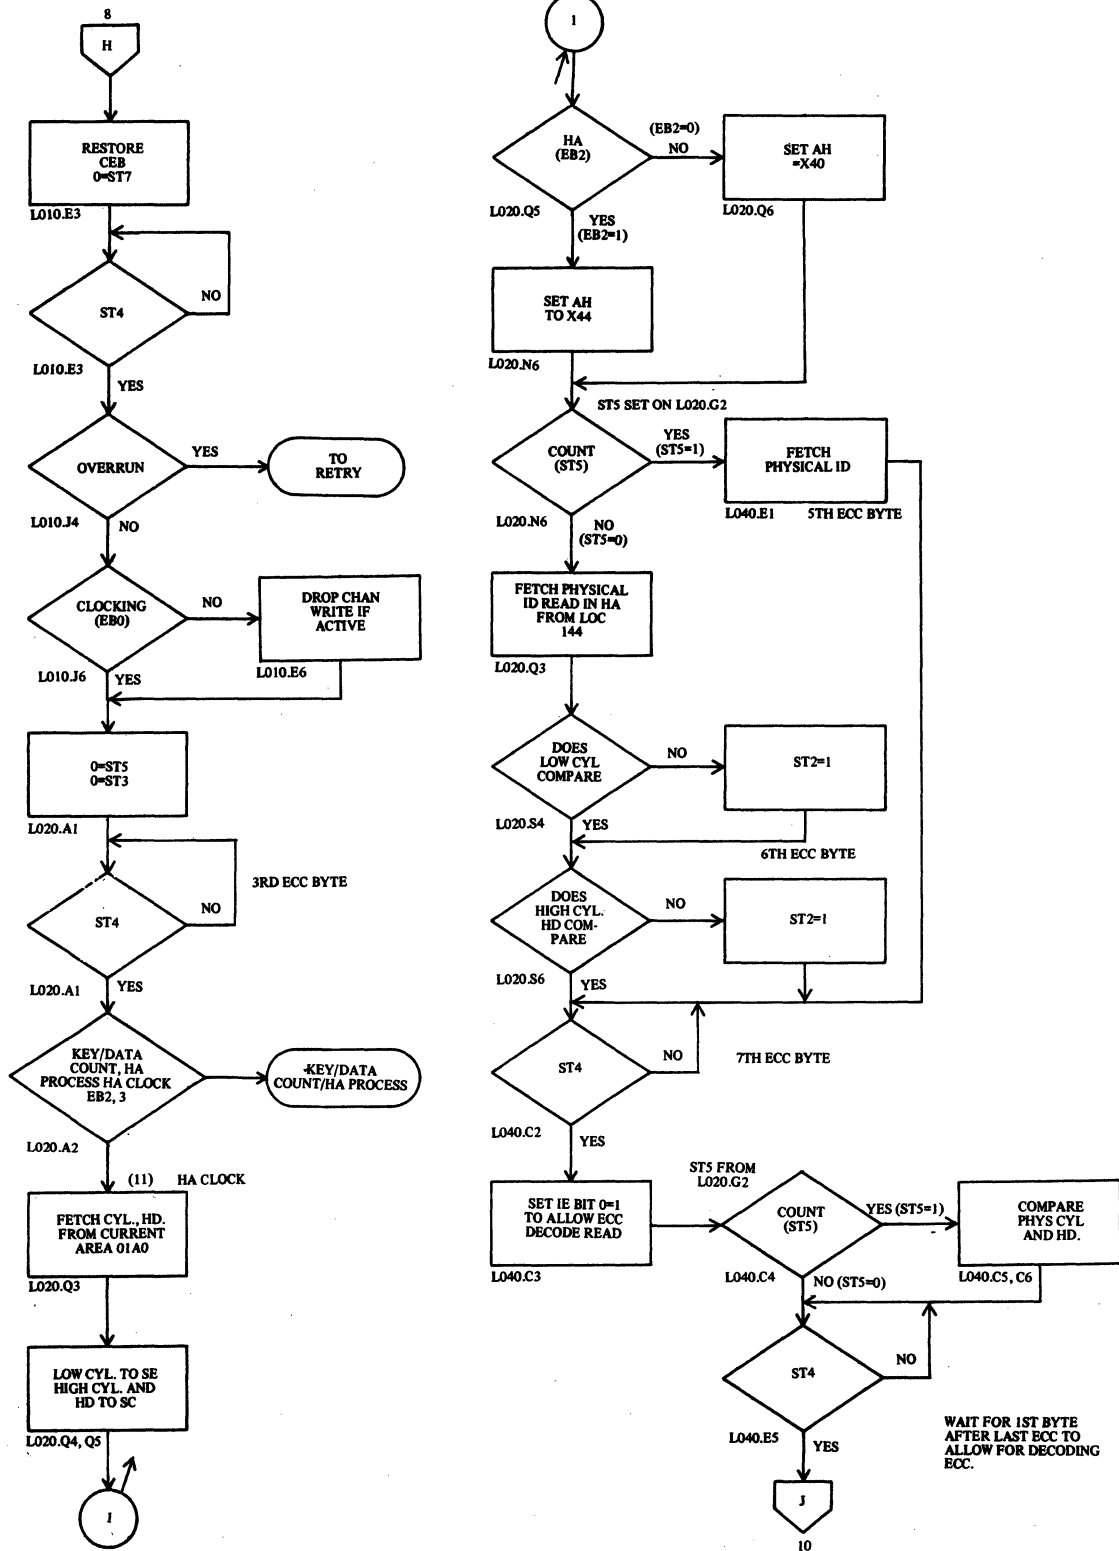 8
H
RESTORE
CEB
0=ST7
L010.E3
ST4
NO
L010.E3
YES
OVERRUN
YES
TO
RETRY
L010.J4
NO
CLOCKING
(EB0)
NO
DROP CHAN
WRITE IF
ACTIVE
L010.J6
YES
L010.E6
0=ST5
0=ST3
L020.A1
3RD ECC BYTE
ST4
NO
L020.A1
YES
KEY/DATA
COUNT, HA
PROCESS HA CLOCK
EB2, 3
-KEY/DATA
COUNT/HA PROCESS
L020.A2
(11) HA CLOCK
FETCH CYL., HD.
FROM CURRENT
AREA 01A0
L020.Q3
LOW CYL. TO SE
HIGH CYL. AND
HD TO SC
L020.Q4, Q5
1
1
HA
(EB2)
(EB2=0)
NO
SET AH
=X40
L020.Q5
YES
(EB2=1)
L020.Q6
SET AH
TO X44
L020.N6
ST5 SET ON L020.G2
COUNT
(ST5)
YES
(ST5=1)
FETCH
PHYSICAL ID
L020.N6
NO
(ST5=0)
L040.E1
5TH ECC BYTE
FETCH PHYSICAL
ID READ IN HA
FROM LOC
144
L020.Q3
DOES
LOW CYL
COMPARE
NO
ST2=1
L020.S4
YES
6TH ECC BYTE
DOES
HIGH CYL.
HD COM-
PARE
NO
ST2=1
L020.S6
YES
ST4
NO
7TH ECC BYTE
L040.C2
YES
SET IE BIT 0=1
TO ALLOW ECC
DECODE READ
L040.C3
ST5 FROM
L020.G2
COUNT
(ST5)
YES (ST5=1)
COMPARE
PHYS CYL
AND HD.
L040.C4
NO (ST5=0)
L040.C5, C6
ST4
NO
L040.E5
YES
WAIT FOR 1ST BYTE
AFTER LAST ECC TO
ALLOW FOR DECODING
ECC.
J
10